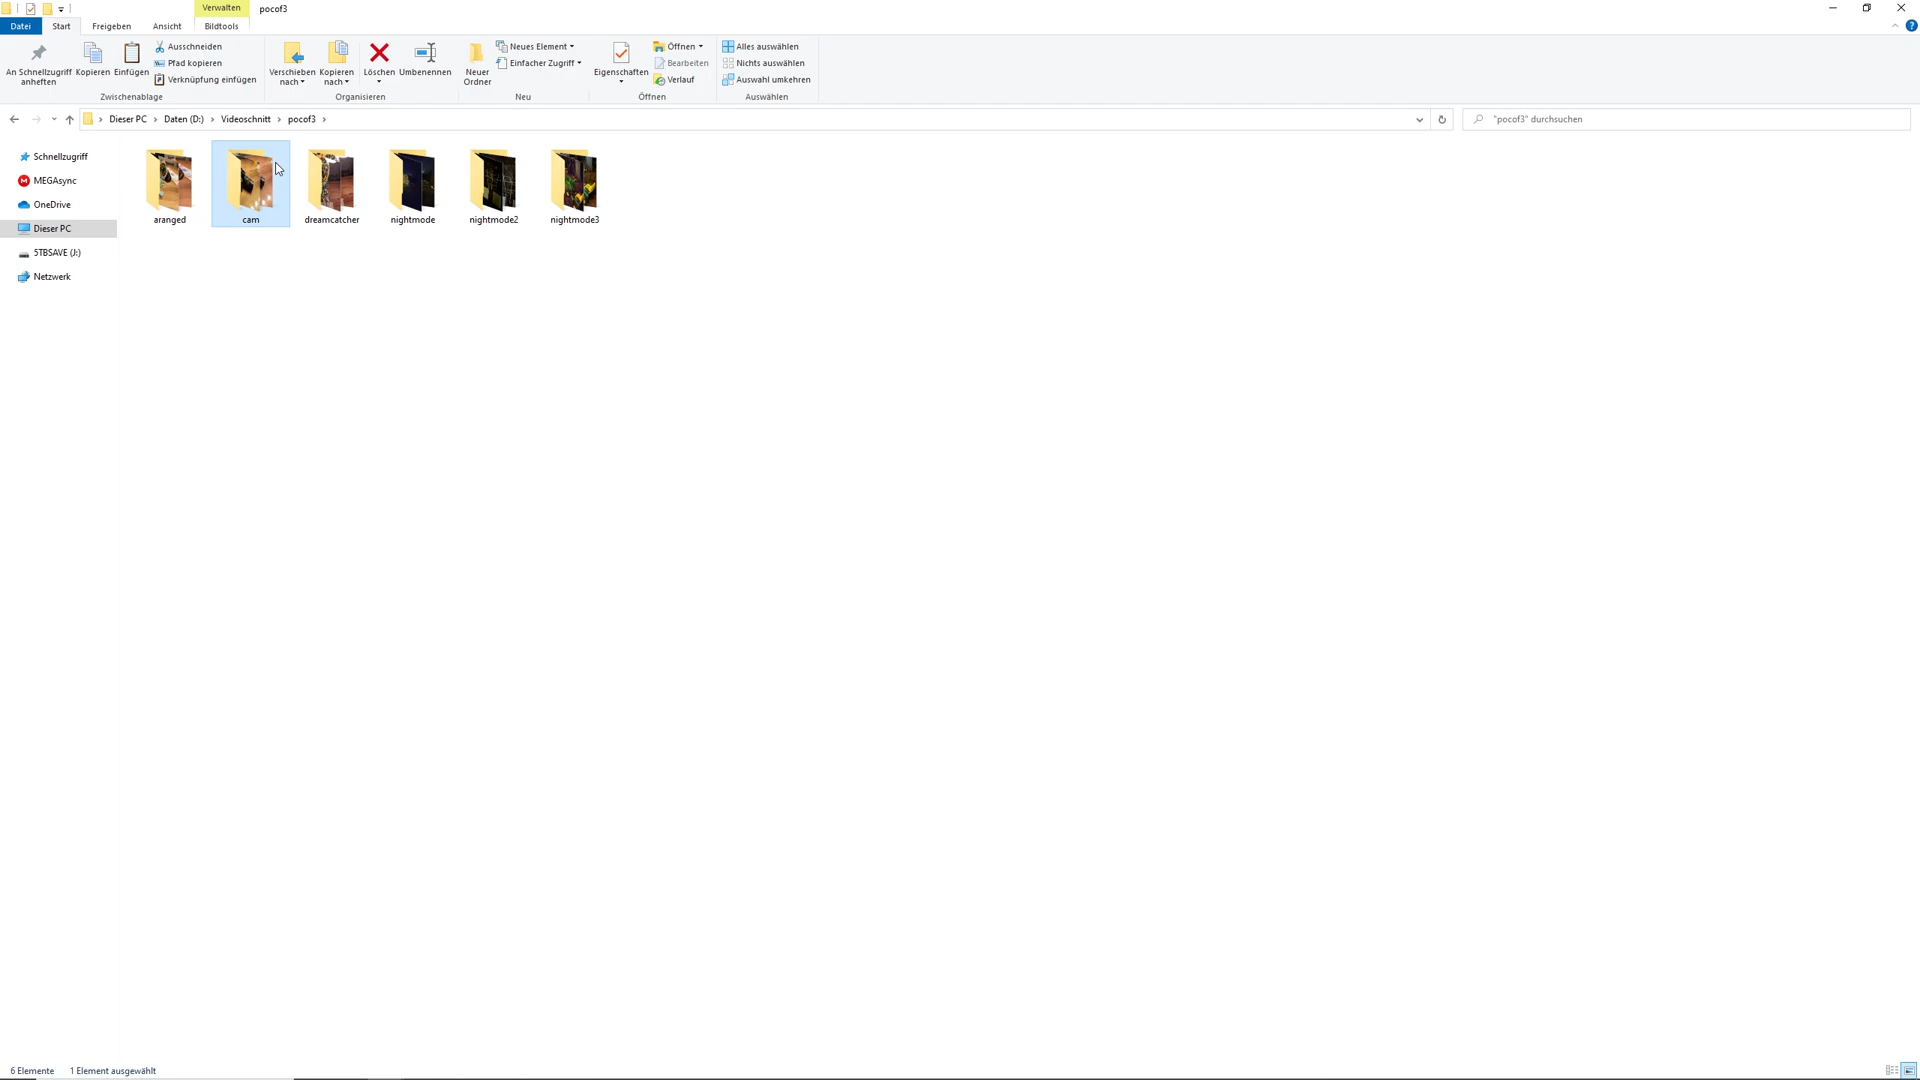 Verwalten pocof3
Datei Start Freigeben Ansicht Bildtools
An Schnellzugriff anheften
Kopieren
Einfügen
Ausschneiden
Pfad kopieren
Verknüpfung einfügen
Zwischenablage
Verschieben nach
Kopieren nach
Löschen
Umbenennen
Organisieren
Neuer Ordner
Neues Element
Einfacher Zugriff
Neu
Eigenschaften
Öffnen
Bearbeiten
Verlauf
Öffnen
Alles auswählen
Nichts auswählen
Auswahl umkehren
Auswählen
Dieser PC > Daten (D:) > Videoschnitt > pocof3 >
"pocof3" durchsuchen
Schnellzugriff
MEGAsync
OneDrive
Dieser PC
5TBSAVE (J:)
Netzwerk
aranged cam dreamcatcher nightmode nightmode2 nightmode3
6 Elemente 1 Element ausgewählt